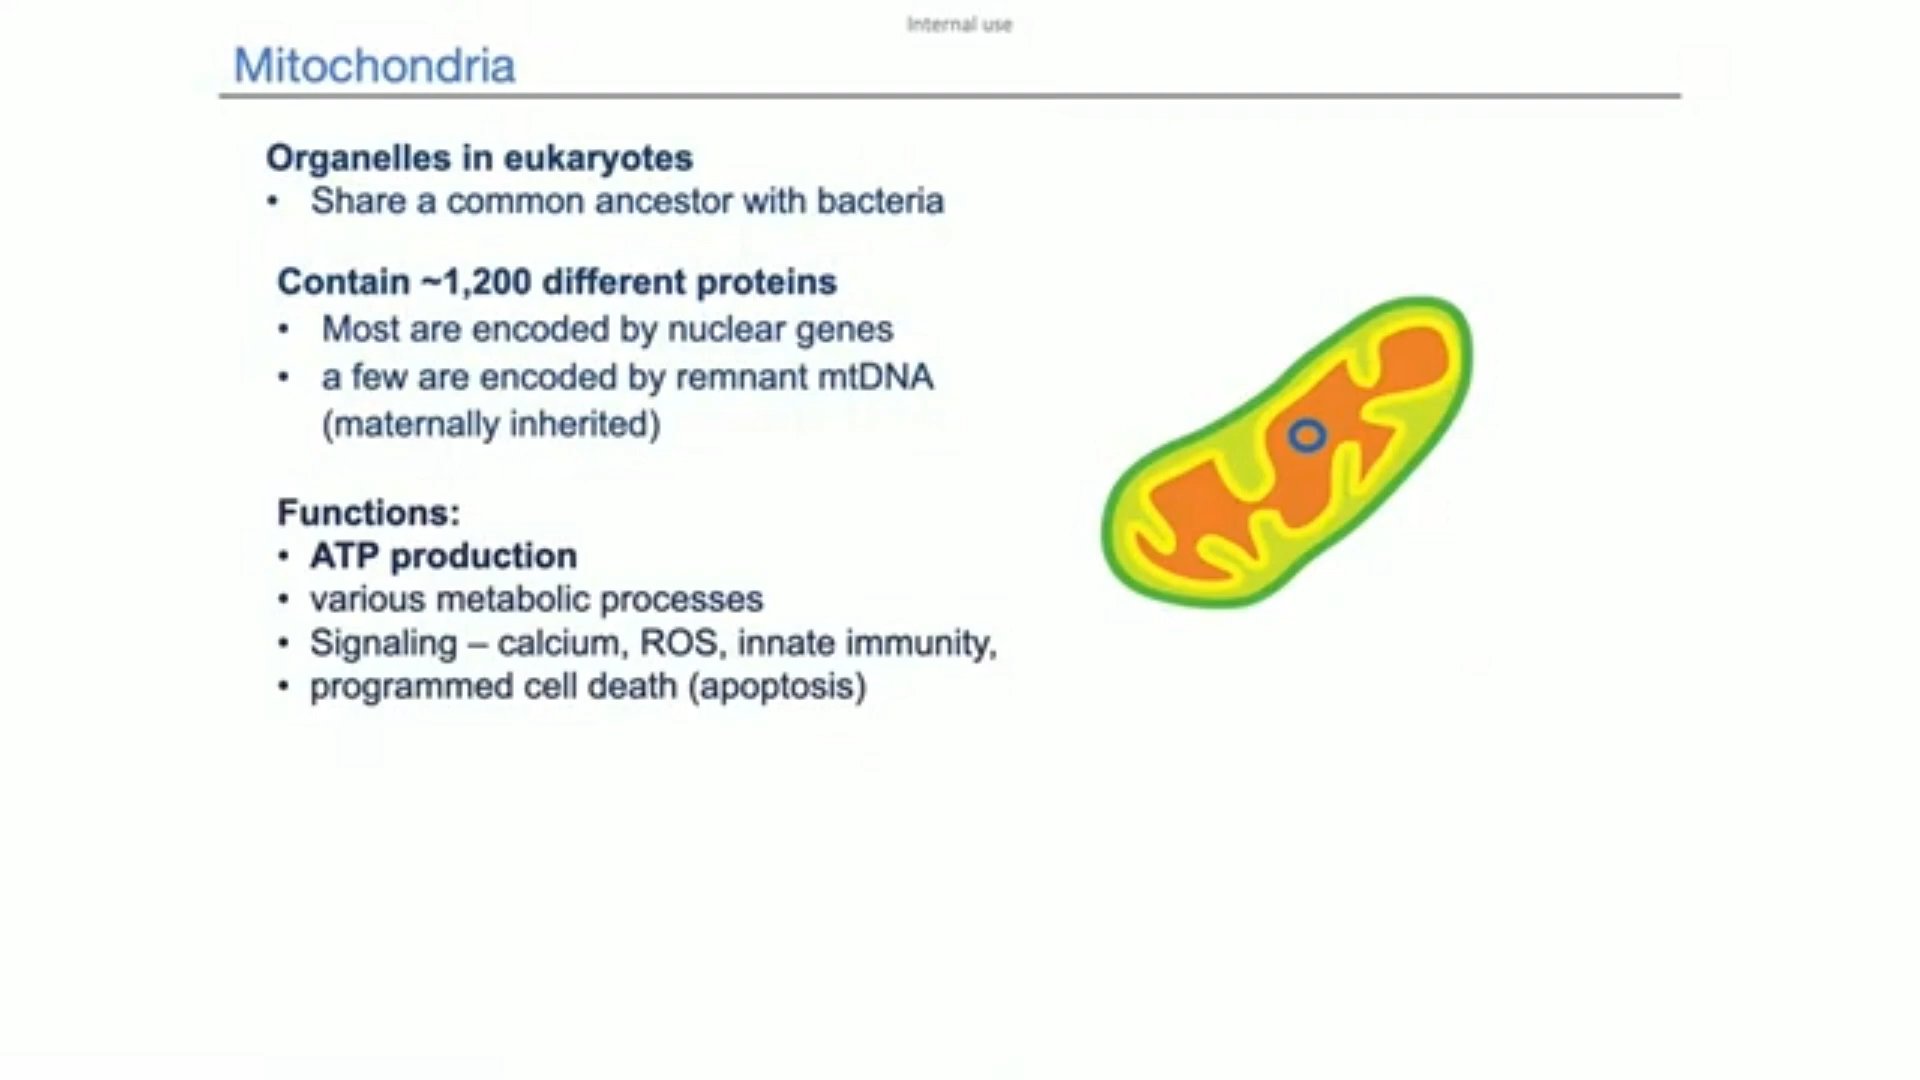 Internal use
Mitochondria
Organelles in eukaryotes
• Share a common ancestor with bacteria
Contain ~1,200 different proteins
• Most are encoded by nuclear genes
• a few are encoded by remnant mtDNA
(maternally inherited)
Functions:
• ATP production
• various metabolic processes
• Signaling – calcium, ROS, innate immunity,
• programmed cell death (apoptosis)